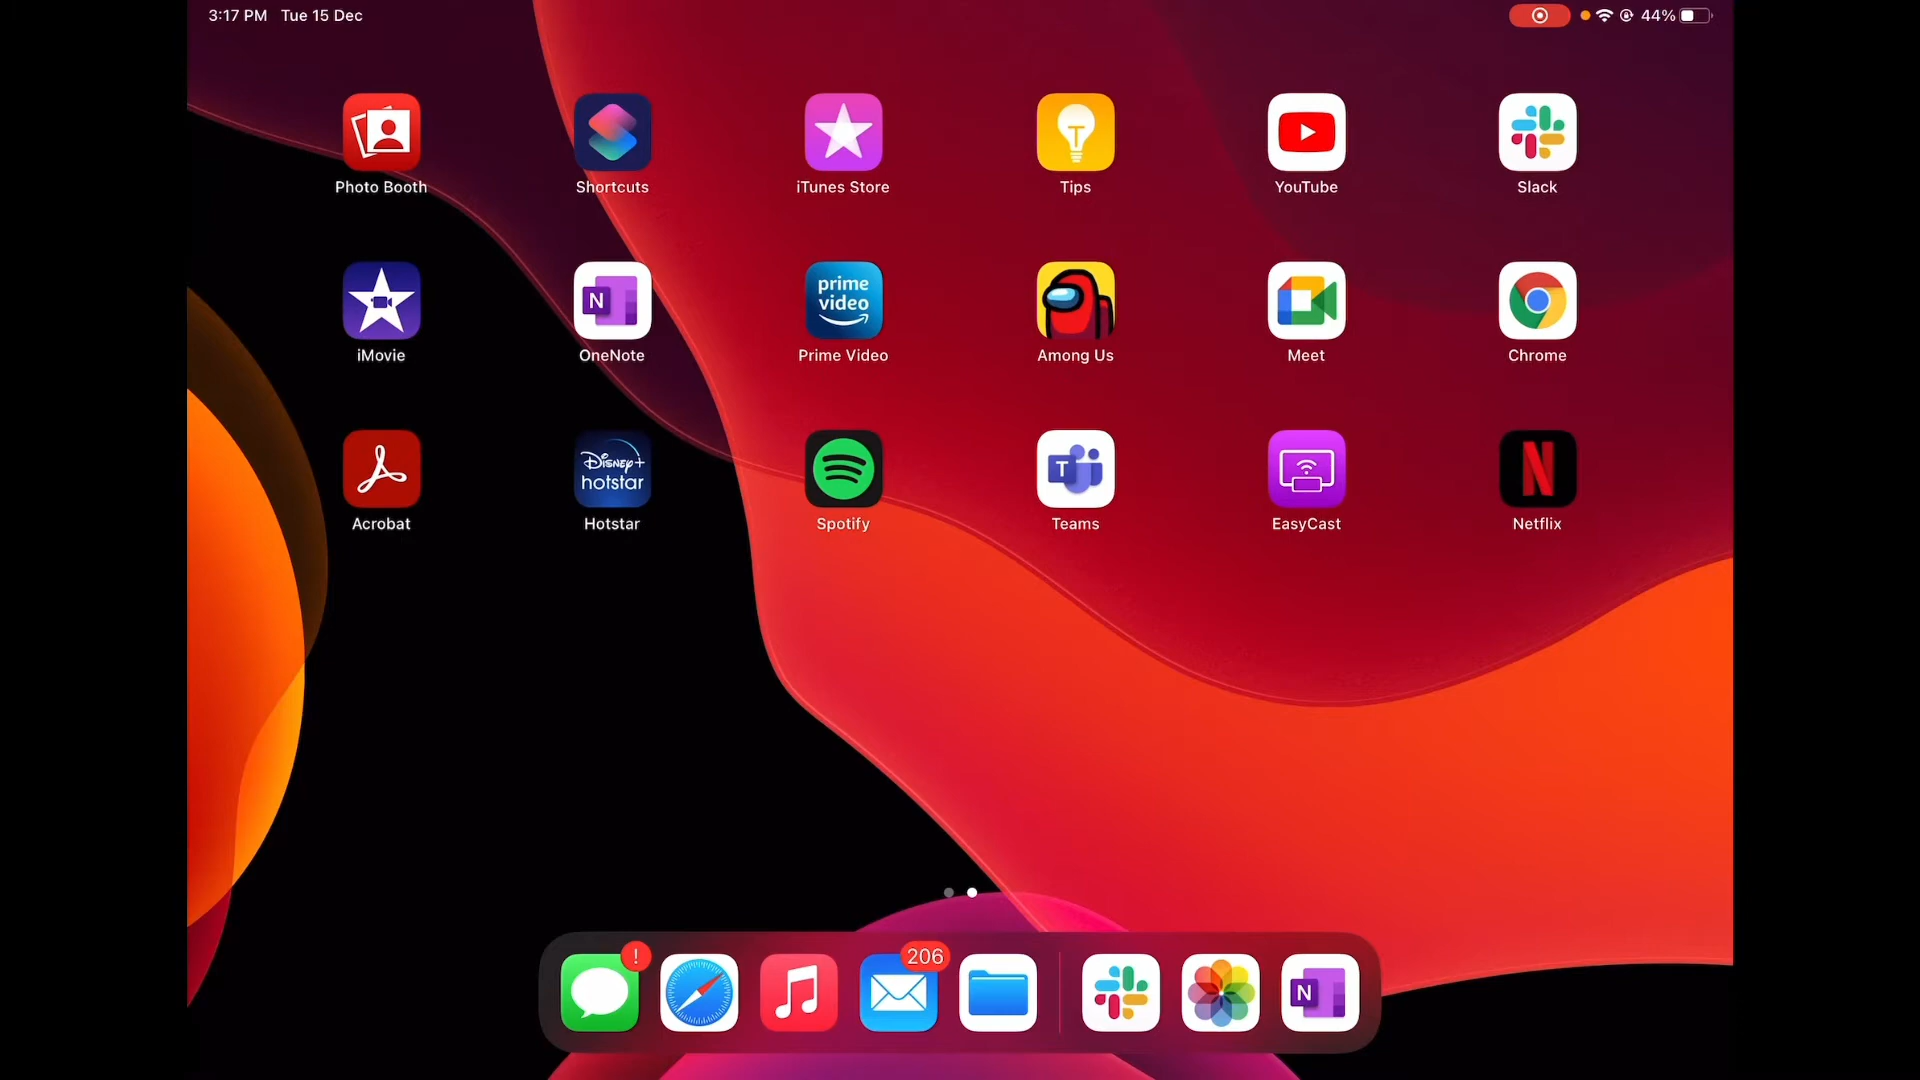 3:17 PM Tue 15 Dec
44%
Photo Booth
Shortcuts
iTunes Store
T
Tips
YouTube
Slack
iMovie
N
OneNote
prime
video
Prime Video
Among Us
Meet
Chrome
Acrobat
Disney+
hotstar
Hotstar
Spotify
T
Teams
EasyCast
N
Netflix
!
206
N